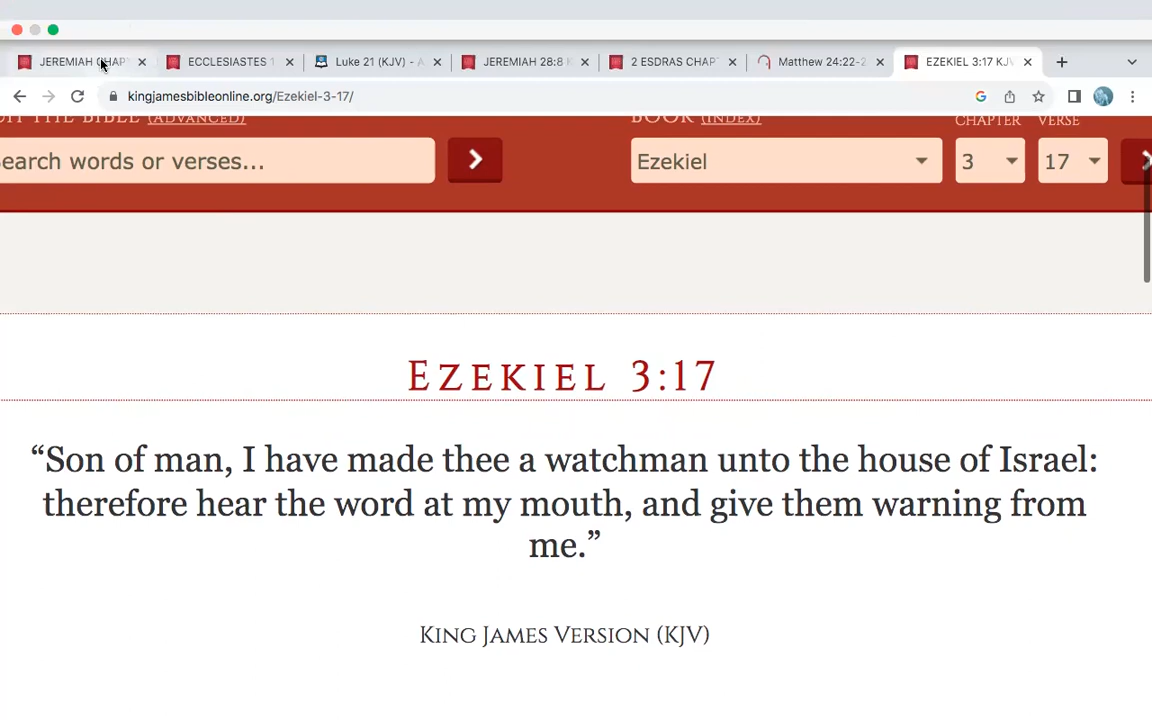 JEREMIAH CHAP
ECCLESIASTES 1
Luke 21 (KJV) -
JEREMIAH 28:8
2 ESDRAS CHAP
Matthew 24:22-2
EZEKIEL 3:17 KJV
kingjamesbibleonline.org/Ezekiel-3-17/
THE BIBLE (ADVANCED)
BOOK (INDEX)
CHAPTER
VERSE
earch words or verses...
Ezekiel
3
17
EZEKIEL 3:17
“Son of man, I have made thee a watchman unto the house of Israel:
therefore hear the word at my mouth, and give them warning from
me.”
KING JAMES VERSION (KJV)